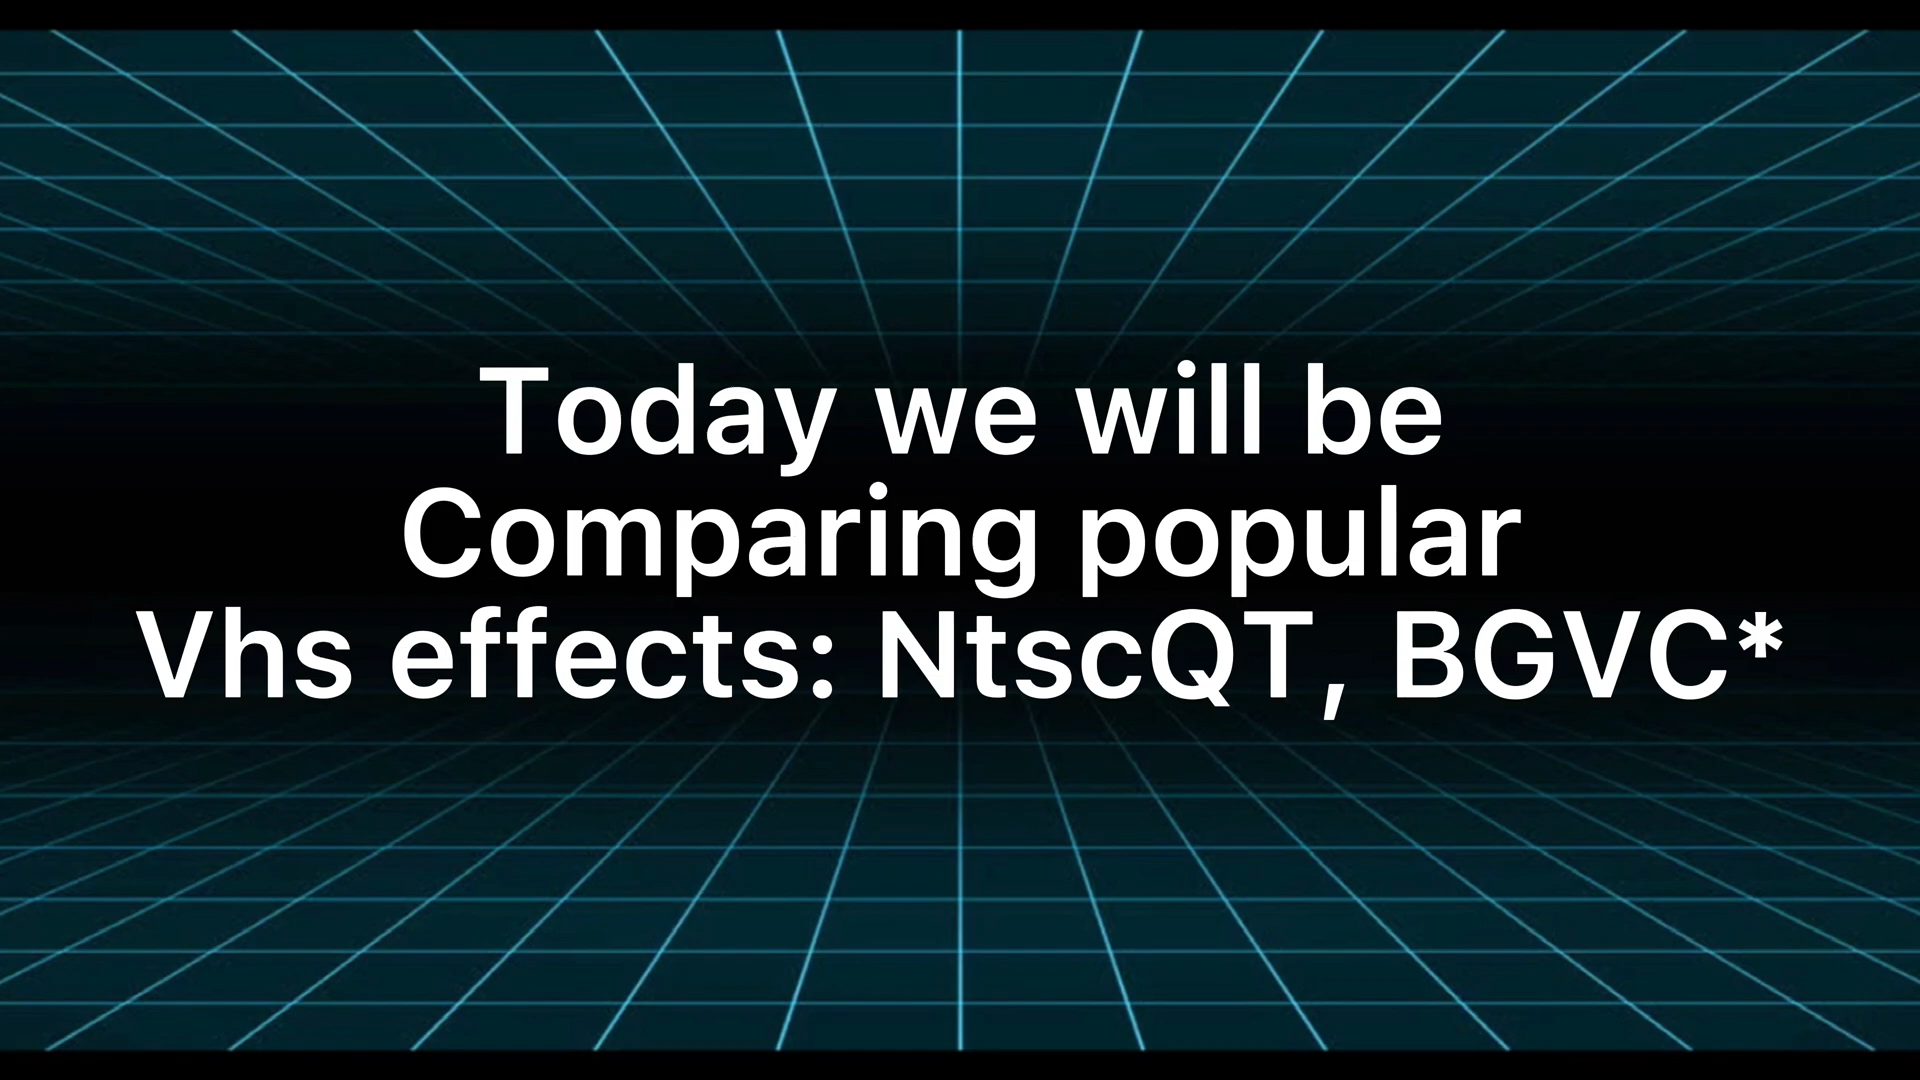 Today we will be
Comparing popular
Vhs effects: NtscQT, BGVC*